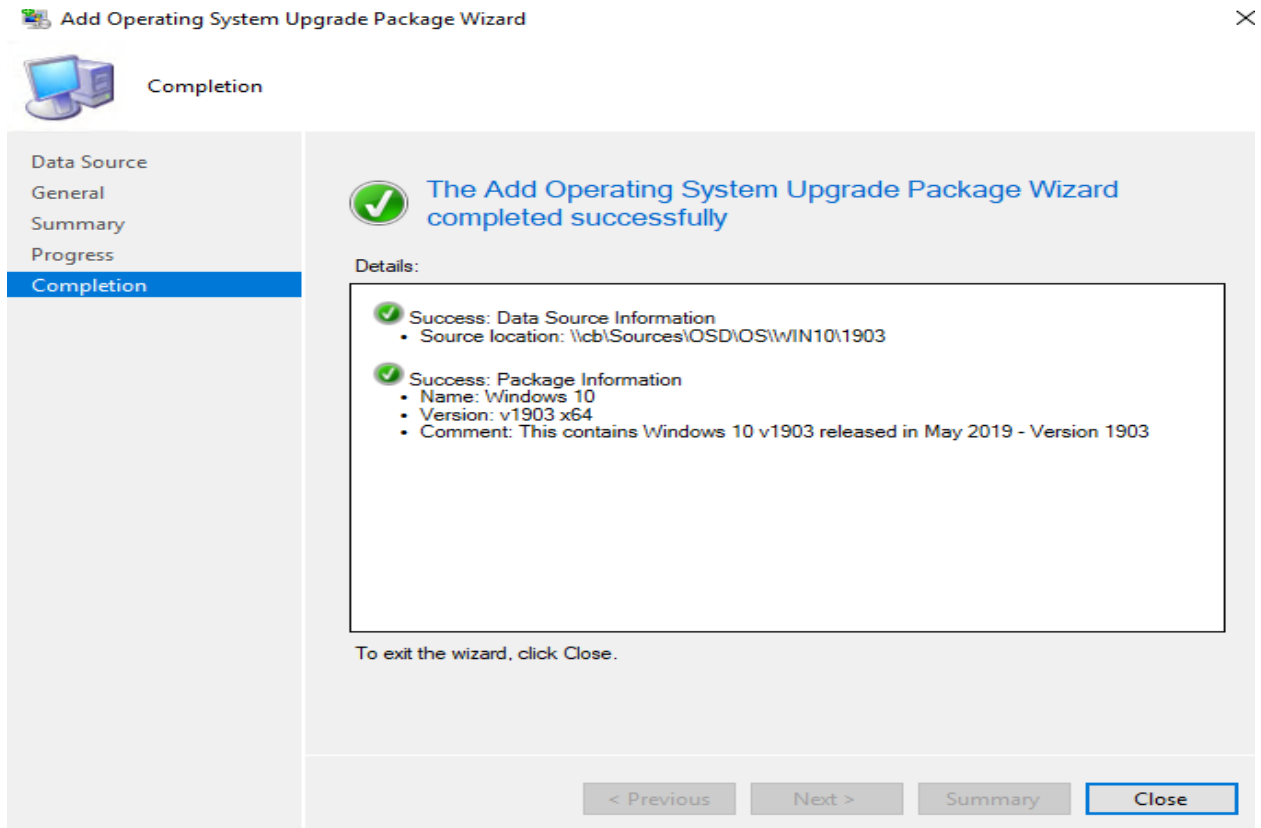 Add Operating System Upgrade Package Wizard
Completion
Data Source
General
Summary
Progress
Completion
The Add Operating System Upgrade Package Wizard
completed successfully
Details:
Success: Data Source Information
• Source location: \\cb\Sources\OSD\OS\WIN10\1903
Success: Package Information
• Name: Windows 10
• Version: v1903 x64
• Comment: This contains Windows 10 v1903 released in May 2019 - Version 1903
To exit the wizard, click Close.
< Previous Next > Summary Close